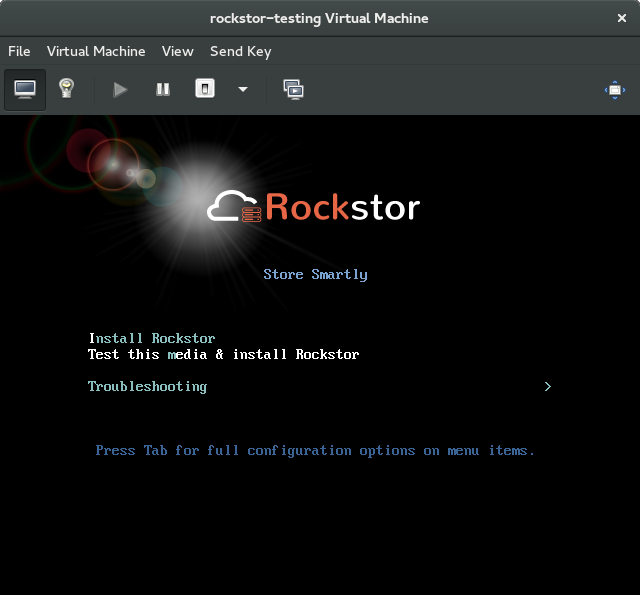 rockstor-testing Virtual Machine
File Virtual Machine View Send Key
Rockstor
Store Smartly
Install Rockstor
Test this media & install Rockstor
Troubleshooting >
Press Tab for full configuration options on menu items.